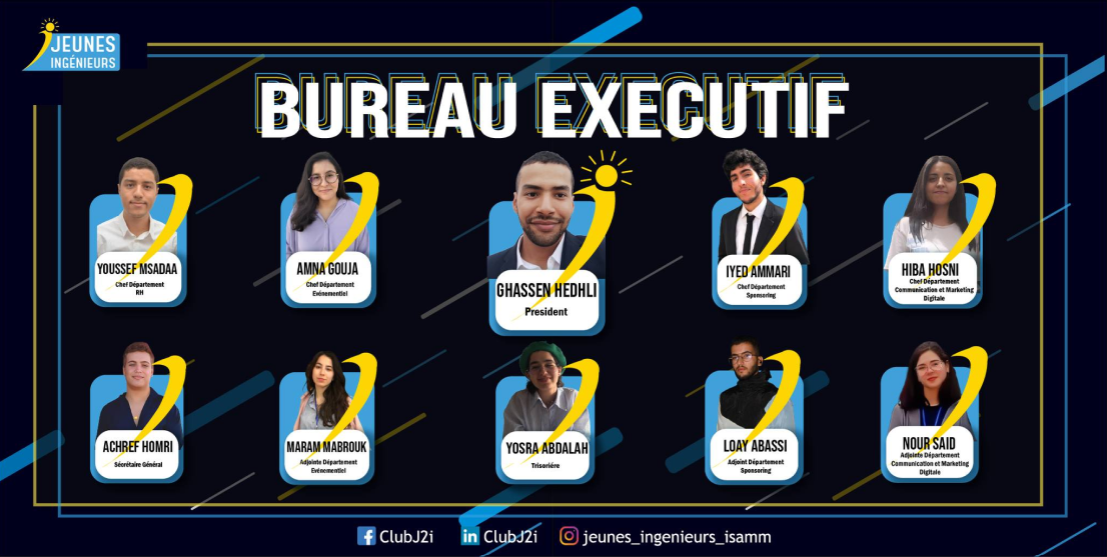 JEUNES
INGÉNIEURS
BUREAU EXECUTIF
YOUSSEF MSADAA
Chef Département
RH
AMNA GOUJA
Chef Département
Evénementiel
GHASSEN HEDHLI
President
IYED AMMARI
Chef Département
Sponsoring
HIBA HOSNI
Chef Département
Communication et Marketing
Digitale
ACHREF HOMRI
Sécrétaire Général
MARAM MABROUK
Adjointe Département
Evénementiel
YOSRA ABDALAH
Trisoriére
LOAY ABASSI
Adjoint Département
Sponsoring
NOUR SAID
Adjointe Département
Communication et Marketing
Digitale
ClubJ2i
ClubJ2i
jeunes_ingenieurs_isamm